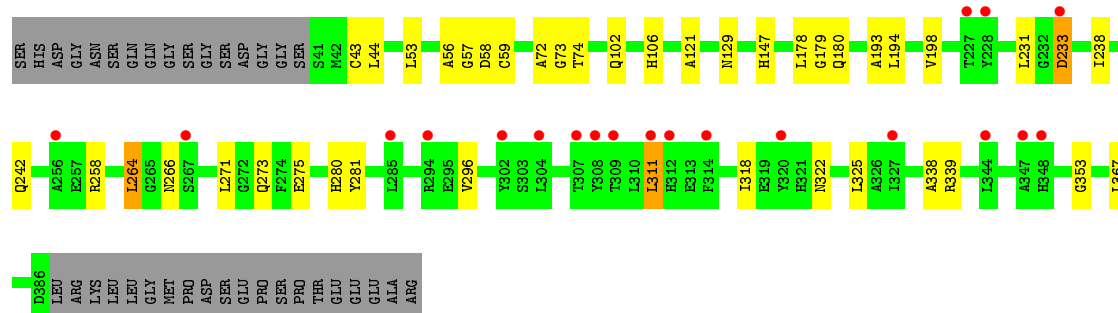 SER HIS ASP GLY ASN SER GLN GLN GLY SER GLY SER ASP GLY GLY SER S41 M42 C43 L44 L53 A56 G57 D58 C59 A72 G73 T74 Q102 H106 A121 N129 H147 L178 G179 Q180 A193 L194 V198 T227 Y228 L231 G232 D233 I238
Q242 A256 E257 R258 L264 G265 N266 S267 L271 G272 Q273 F274 E275 H280 Y281 L285 R294 E295 V296 Y302 S303 L304 T307 Y308 T309 L310 L311 H312 E313 F314 I318 E319 Y320 H321 N322 L325 A326 I327 A338 R339 L344 A347 H348 G353
D386 LEU ARG LYS LEU LEU GLY MET PRO ASP SER GLU PRO SER PRO THR GLU GLU GLU ALA ARG